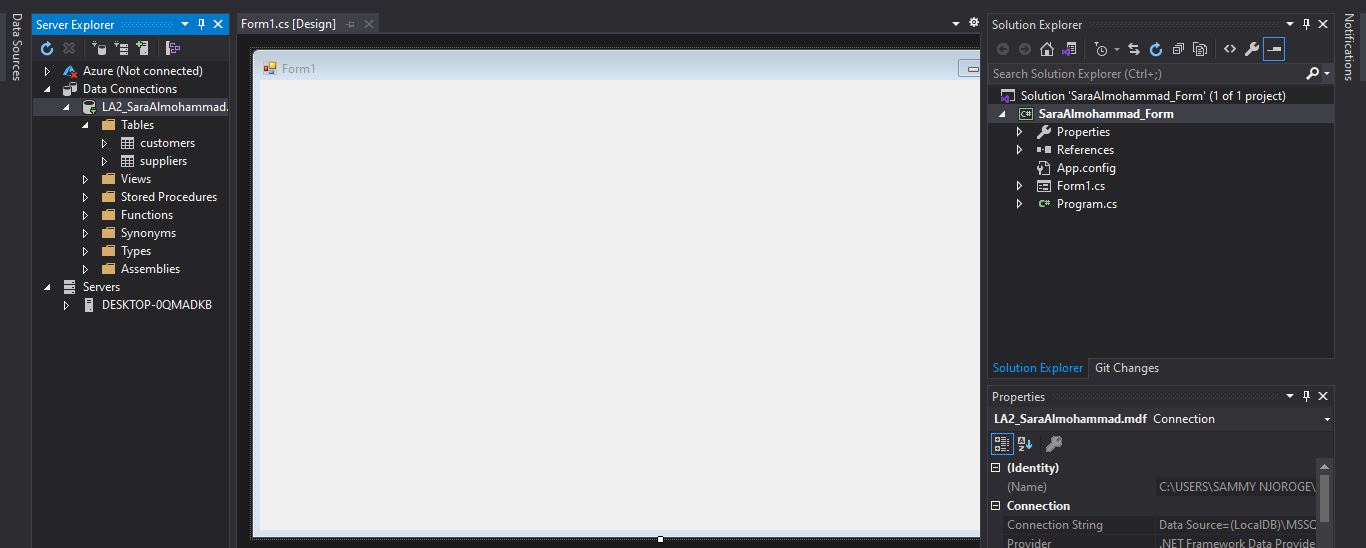 Data Sources
Server Explorer
Azure (Not connected)
Data Connections
LA2_SaraAlmohammad.
Tables
customers
suppliers
Views
Stored Procedures
Functions
Synonyms
Types
Assemblies
Servers
DESKTOP-0QMADKB
Form1.cs [Design]
Form1
Solution Explorer
Search Solution Explorer (Ctrl+;)
Solution 'SaraAlmohammad_Form' (1 of 1 project)
C# SaraAlmohammad_Form
Properties
References
App.config
Form1.cs
C# Program.cs
Solution Explorer Git Changes
Properties
LA2_SaraAlmohammad.mdf Connection
(Identity)
(Name) C:\USERS\SAMMY NJOROGE\
Connection
Connection String Data Source=(LocalDB)\MSSQ
Provider .NET Framework Data Provide
Notifications